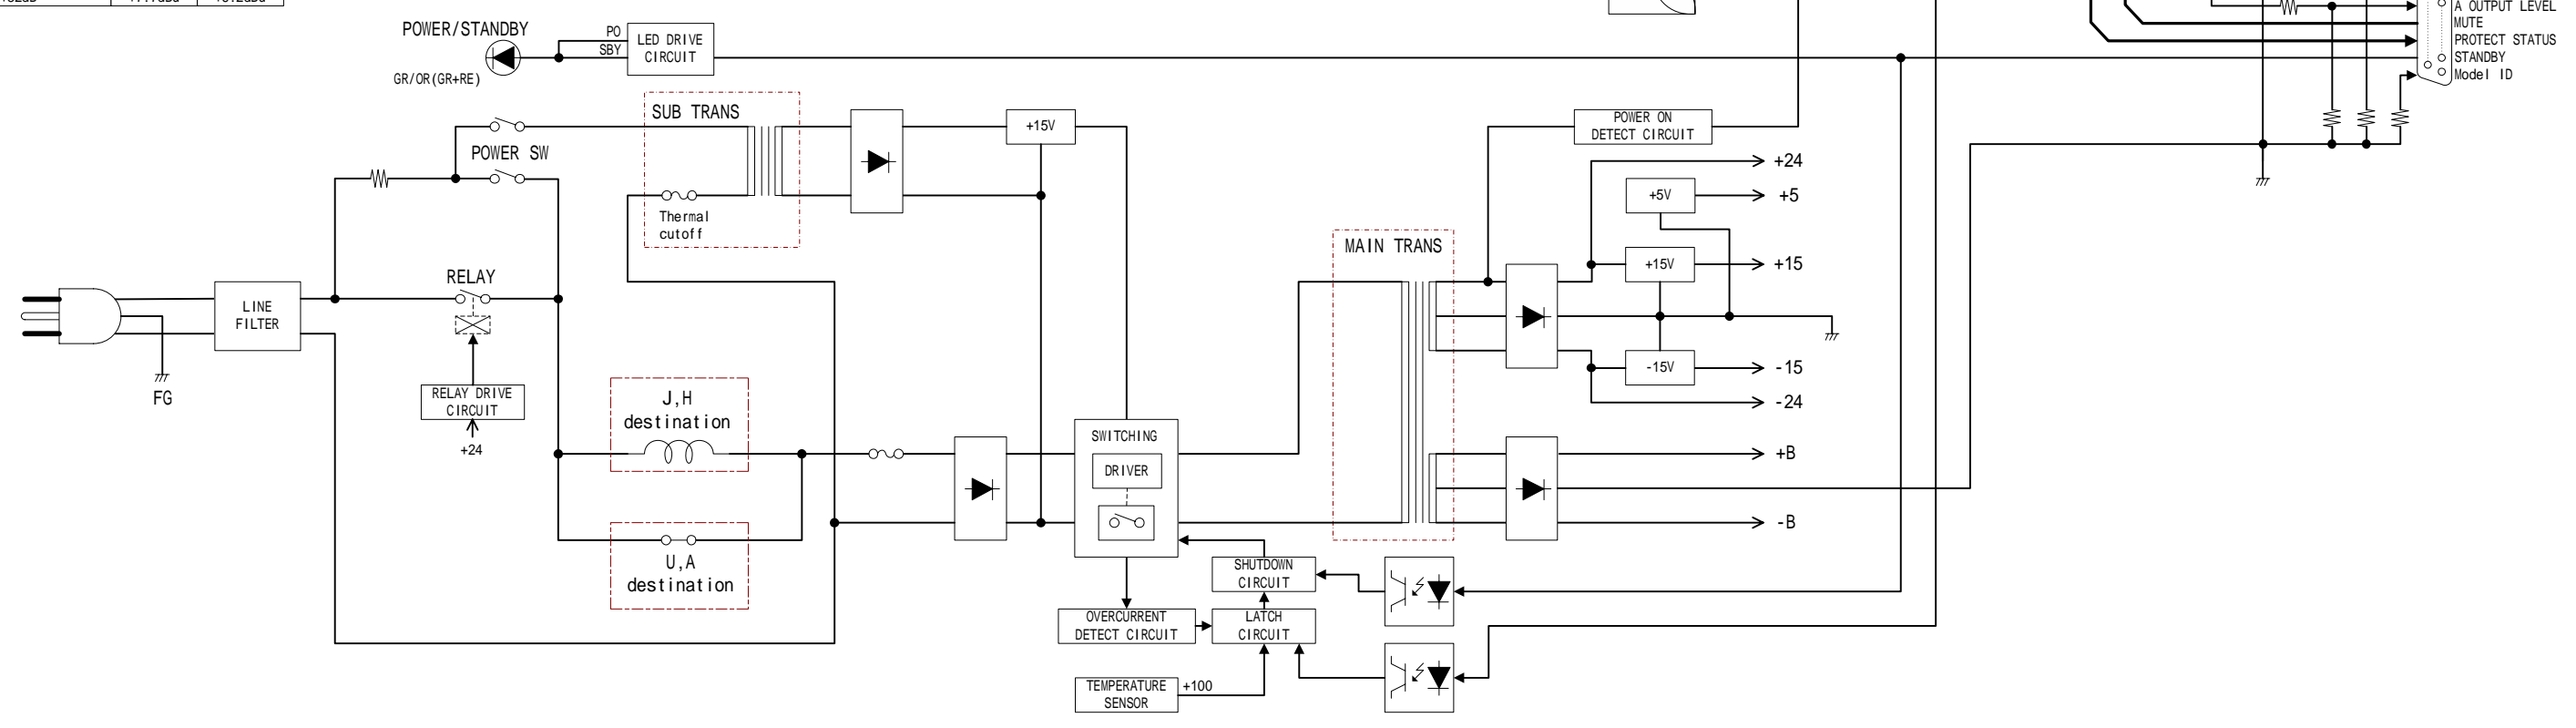 A OUTPUT LEVEL
MUTE
PROTECT STATUS
STANDBY
Model ID
POWER/STANDBY
PO
SBY
LED DRIVE
CIRCUIT
GR/OR(GR+RE)
SUB TRANS
+15V
POWER ON
DETECT CIRCUIT
POWER SW
+24
+5V
+5
Thermal
cutoff
MAIN TRANS
+15V
+15
RELAY
LINE
FILTER
-15V
-15
FG
RELAY DRIVE
CIRCUIT
+24
J,H
destination
-24
SWITCHING
DRIVER
+B
-B
U,A
destination
SHUTDOWN
CIRCUIT
OVERCURRENT
DETECT CIRCUIT
LATCH
CIRCUIT
TEMPERATURE
SENSOR
+100